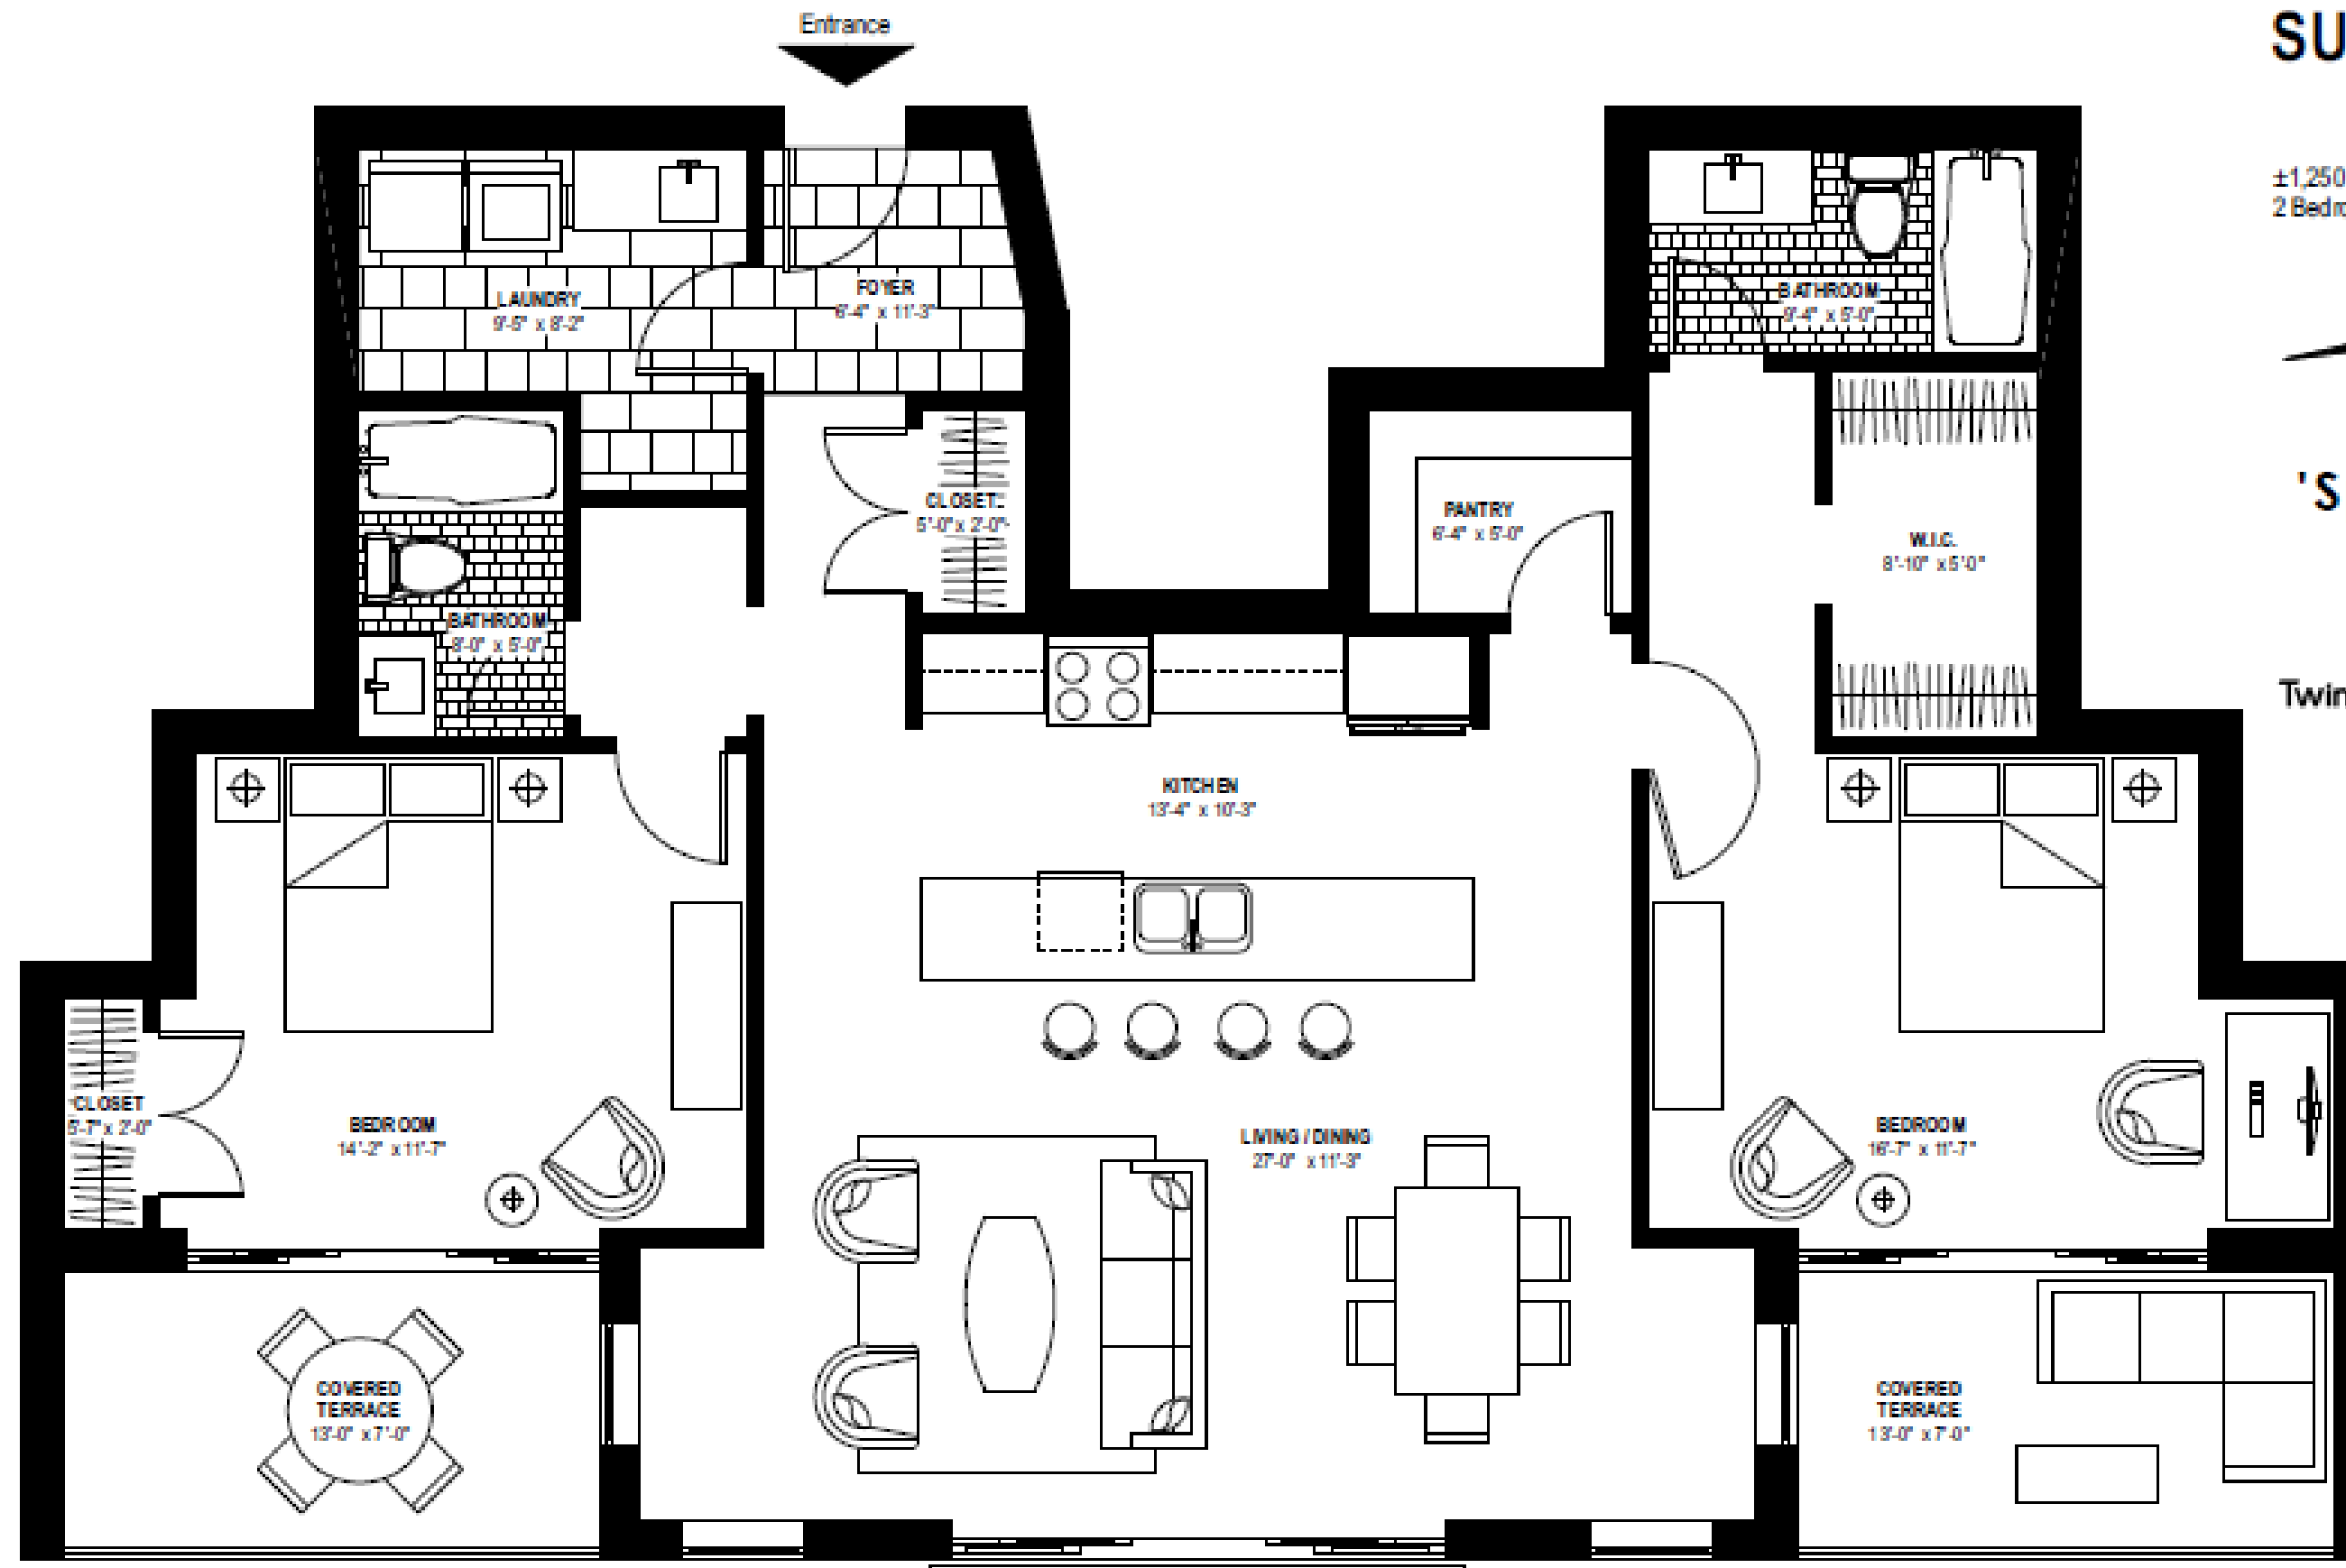 Entrance
SU
±1,250
2 Bedro
LAUNDRY
9'-5" x 8'-2"
FOYER
6'-4" x 11'-3"
BATHROOM
9'-4" x 5'-0"
CLOSET
5'-0" x 2'-0"
PANTRY
6'-4" x 5'-0"
'S
W.I.C.
8'-10" x 5'-0"
BATHROOM
8'-0" x 5'-0"
Twin
KITCHEN
13'-4" x 10'-3"
CLOSET
5'-7" x 2'-0"
BEDROOM
14'-2" x 11'-7"
LIVING / DINING
27'-0" x 11'-3"
BEDROOM
16'-7" x 11'-7"
COVERED
TERRACE
13'-0" x 7'-0"
COVERED
TERRACE
13'-0" x 7'-0"